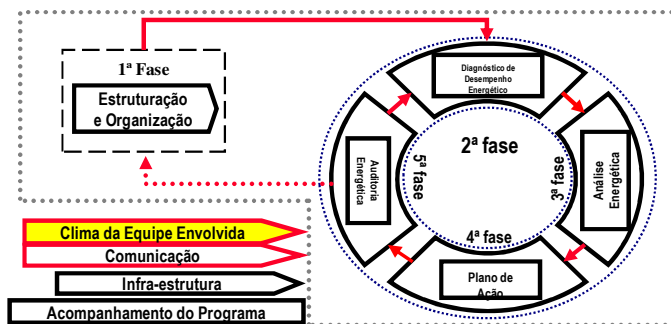 1ª Fase
Estruturação
e Organização
Diagnóstico de
Desempenho
Energético
2ª fase
3ª fase
Análise
Energética
4ª fase
Plano de
Ação
5ª fase
Auditoria
Energética
Clima da Equipe Envolvida
Comunicação
Infra-estrutura
Acompanhamento do Programa